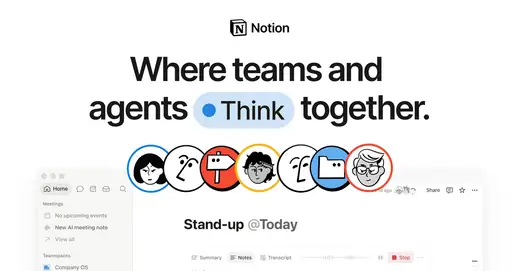 Notion
Where teams and
agents Think together.
Home
Share
Meetings
No upcoming events
New AI meeting note
View all
Teamspaces
Company OS
Stand-up @Today
Summary Notes Transcript Stop